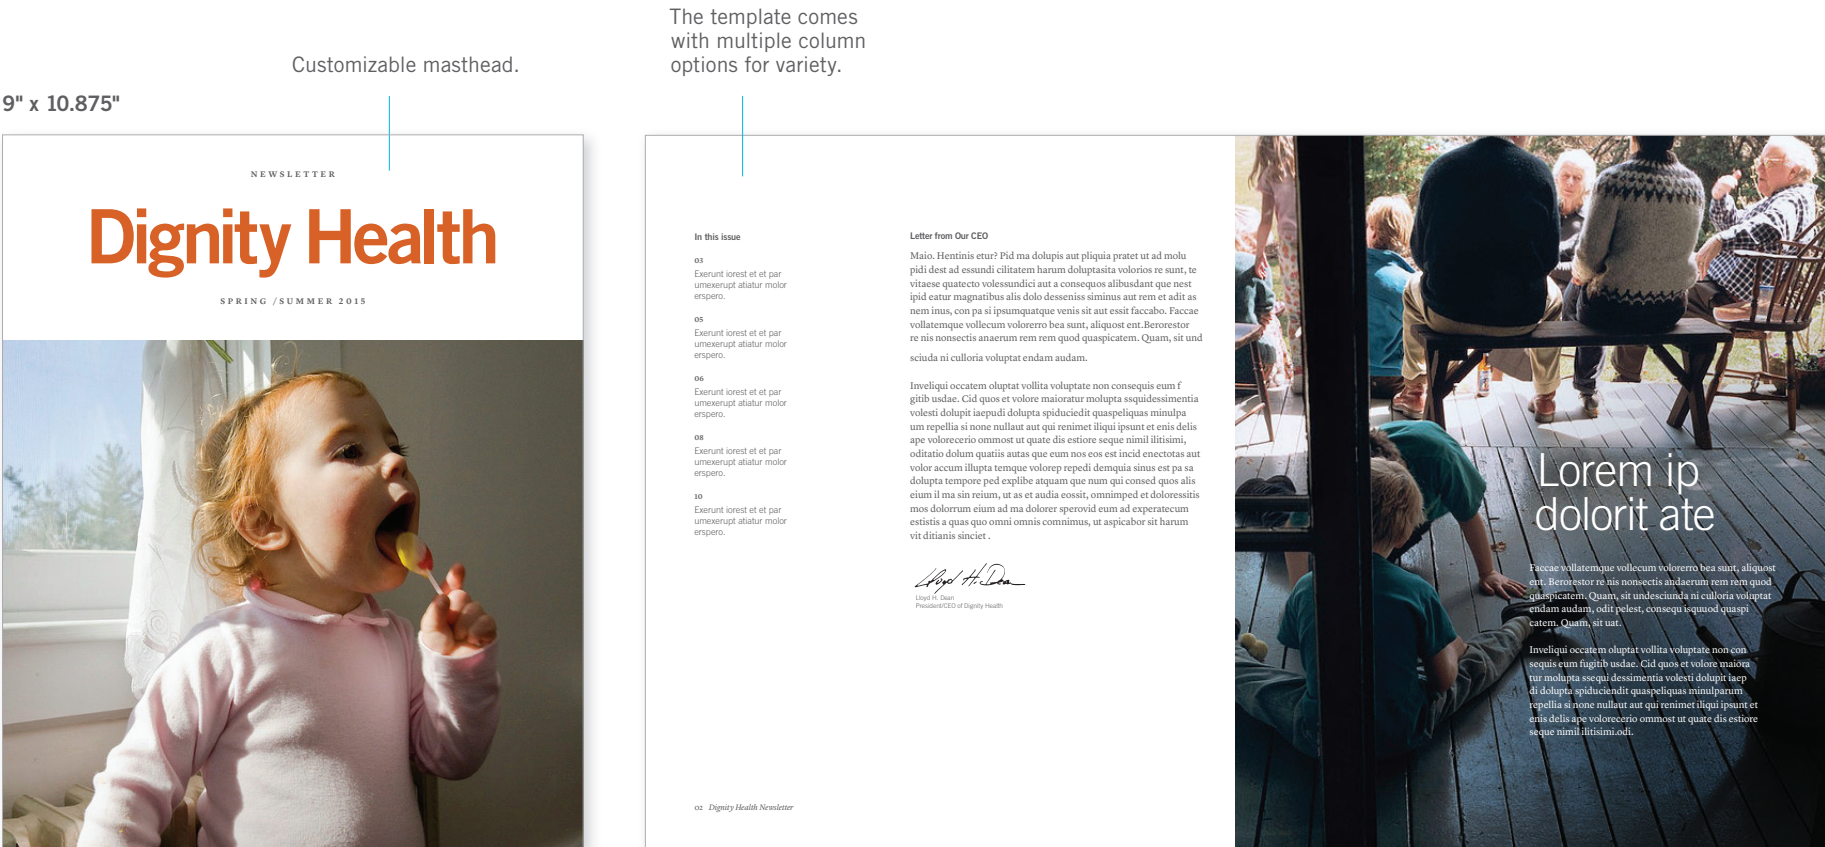 The template comes
with multiple column
options for variety.
Customizable masthead.
9" x 10.875"
NEWSLETTER
Dignity Health
SPRING /SUMMER 2015
In this issue
03
Exerunt iorest et et par
umexerupt atiatur molor
erspero.
05
Exerunt iorest et et par
umexerupt atiatur molor
erspero.
06
Exerunt iorest et et par
umexerupt atiatur molor
erspero.
08
Exerunt iorest et et par
umexerupt atiatur molor
erspero.
10
Exerunt iorest et et par
umexerupt atiatur molor
erspero.
Letter from Our CEO
Maio. Hentinis etur? Pid ma dolupis aut pliquia pratet ut ad molu
pidi dest ad essundi cilitatem harum doluptasita volorios re sunt, te
vitaese quatecto volessundici aut a consequos alibusdant que nest
ipid eatur magnatibus alis dolo desseniss siminus aut rem et adit as
nem inus, con pa si ipsumquatque venis sit aut essit faccabo. Faccae
vollatemque vollecum volorerro bea sunt, aliquost ent.Berorestor
re nis nonsectis anaerum rem rem quod quaspicatem. Quam, sit und
sciuda ni culloria voluptat endam audam.
Inveliqui occatem oluptat vollita voluptate non consequis eum f
gitib usdae. Cid quos et volore maioratur molupta ssquidessimentia
volesti dolupit iaepudi dolupta spiduciedit quaspeliquas minulpa
um repellia si none nullaut aut qui renimet iliqui ipsunt et enis delis
ape volorecerio ommost ut quate dis estiore seque nimil ilitisimi,
oditatio dolum quatiis autas que eum nos eos est incid enectotas aut
volor accum illupta temque volorep repedi demquia sinus est pa sa
dolupta tempore ped explibe atquam que num qui consed quos alis
eium il ma sin reium, ut as et audia eossit, omnimped et doloressitis
mos dolorrum eium ad ma dolorer sperovid eum ad experatecum
estistis a quas quo omni omnis comnimus, ut aspicabor sit harum
vit ditianis sinciet .
Lloyd H. Dean
Lloyd H. Dean
President/CEO of Dignity Health
02 Dignity Health Newsletter
Lorem ip
dolorit ate
Faccae vollatemque vollecum volorerro bea sunt, aliquost
ent. Berorestor re nis nonsectis andaerum rem rem quod
quaspicatem. Quam, sit undesciunda ni culloria voluptat
endam audam, odit pelest, consequ isquuod quaspi
catem. Quam, sit uat.
Inveliqui occatem oluptat vollita voluptate non con
sequis eum fugitib usdae. Cid quos et volore maiora
tur molupta ssequi dessimentia volesti dolupit iaep
di dolupta spiduciendit quaspeliquas minulparum
repellia si none nullaut aut qui renimet iliqui ipsunt et
enis delis ape volorecerio ommost ut quate dis estiore
seque nimil ilitisimi.odi.